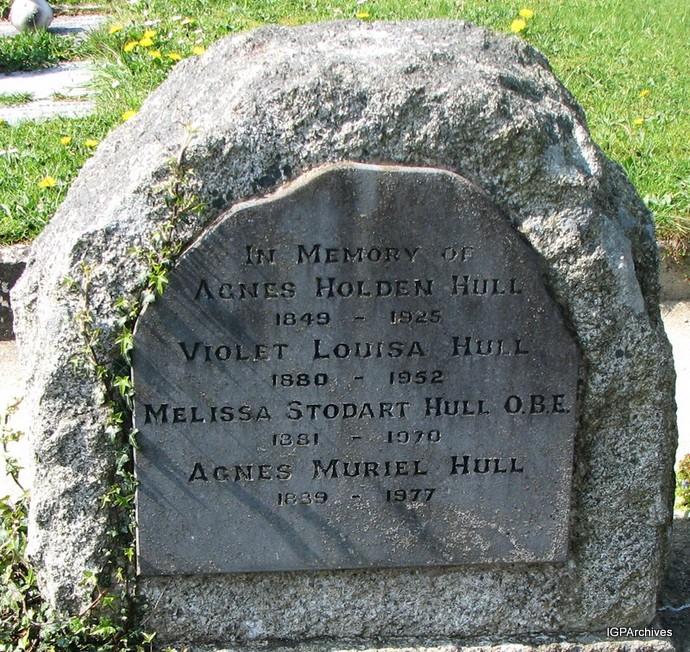 In Memory of
Agnes Holden Hull
1849 - 1925
Violet Louisa Hull
1880 - 1952
Melissa Stodart Hull O.B.E.
1881 - 1970
Agnes Muriel Hull
1889 - 1977
IGPArchives